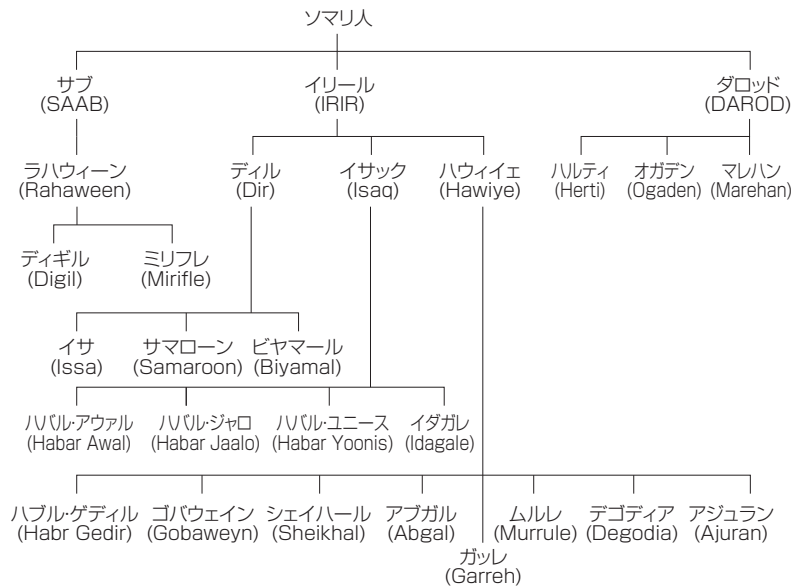 ソマリ人
サブ
(SAAB)
イリール
(IRIR)
ダロッド
(DAROD)
ラハウィーン
(Rahaween)
ディル
(Dir)
イサック
(Isaq)
ハウィイェ
(Hawiye)
ハルティ
(Herti)
オガデン
(Ogaden)
マレハン
(Marehan)
ディギル
(Digil)
ミリフレ
(Mirifle)
イサ
(Issa)
サマローン
(Samaroon)
ビヤマール
(Biyamal)
ハバル・アウァル
(Habar Awal)
ハバル・ジャロ
(Habar Jaalo)
ハバル・ユニース
(Habar Yoonis)
イダガレ
(Idagale)
ハブル・ゲディル
(Habr Gedir)
ゴバウェイン
(Gobaweyn)
シェイハール
(Sheikhal)
アブガル
(Abgal)
ガッレ
(Garreh)
ムルレ
(Murrule)
デゴディア
(Degodia)
アジュラン
(Ajuran)